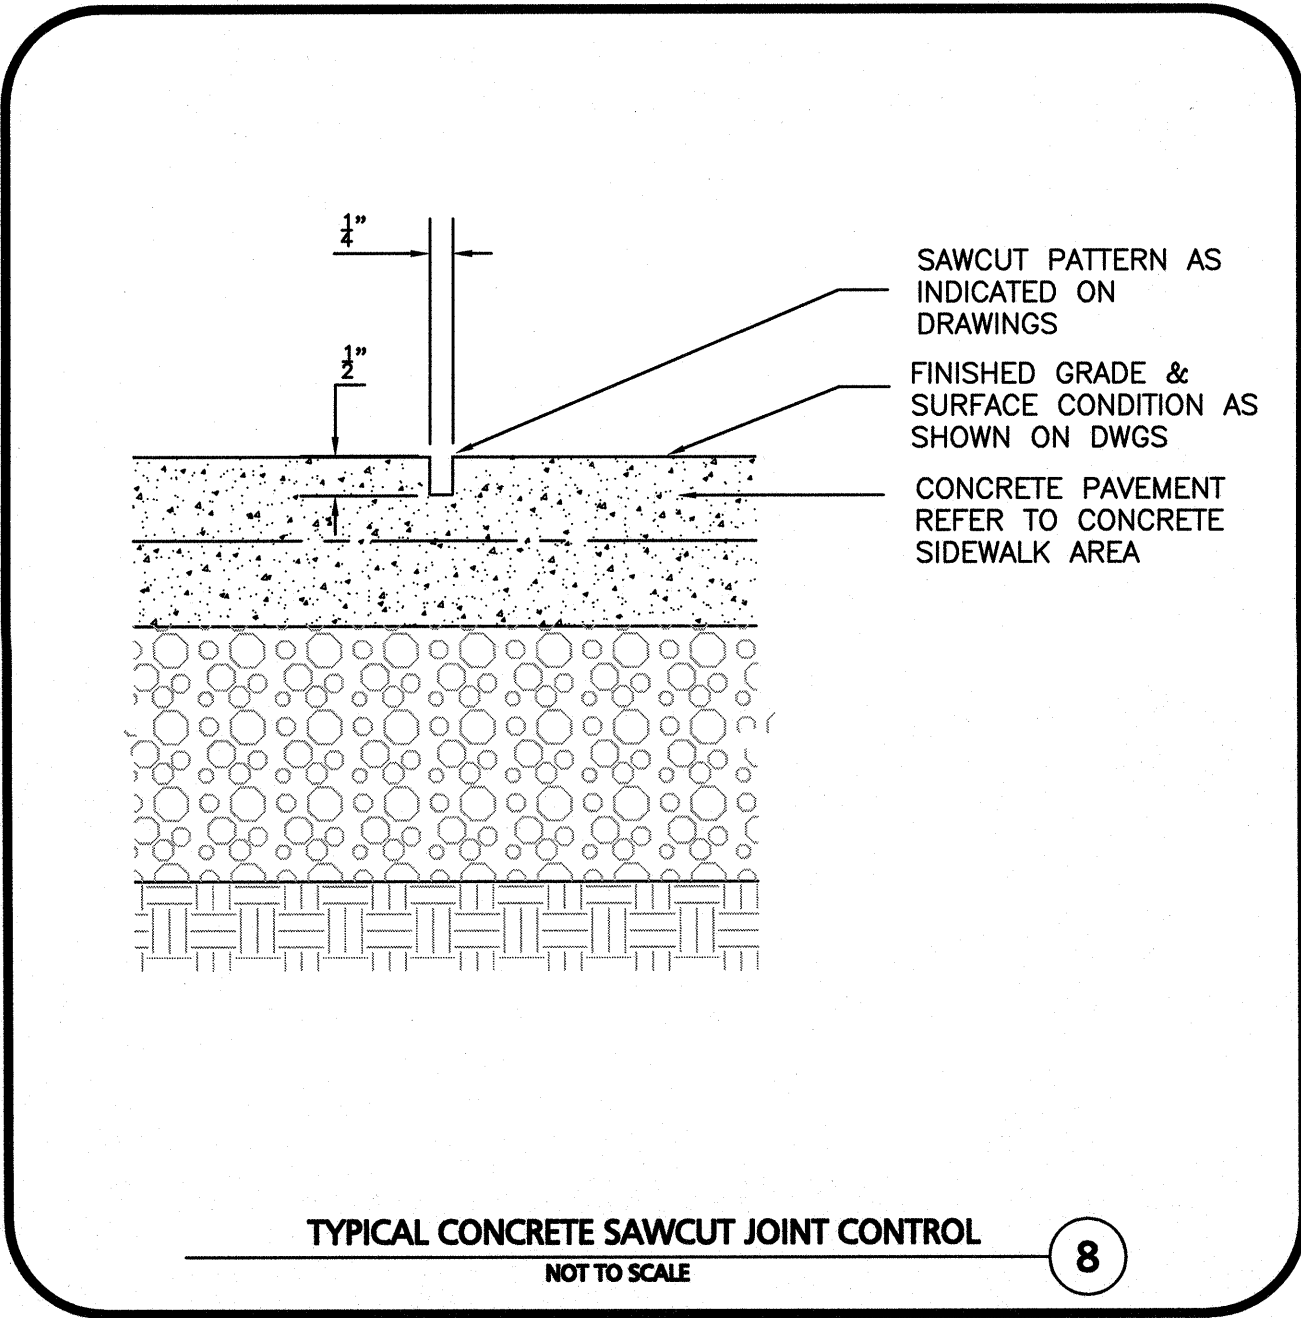 1/4"
1/2"
SAWCUT PATTERN AS
INDICATED ON
DRAWINGS
FINISHED GRADE &
SURFACE CONDITION AS
SHOWN ON DWGS
CONCRETE PAVEMENT
REFER TO CONCRETE
SIDEWALK AREA
TYPICAL CONCRETE SAWCUT JOINT CONTROL
8
NOT TO SCALE